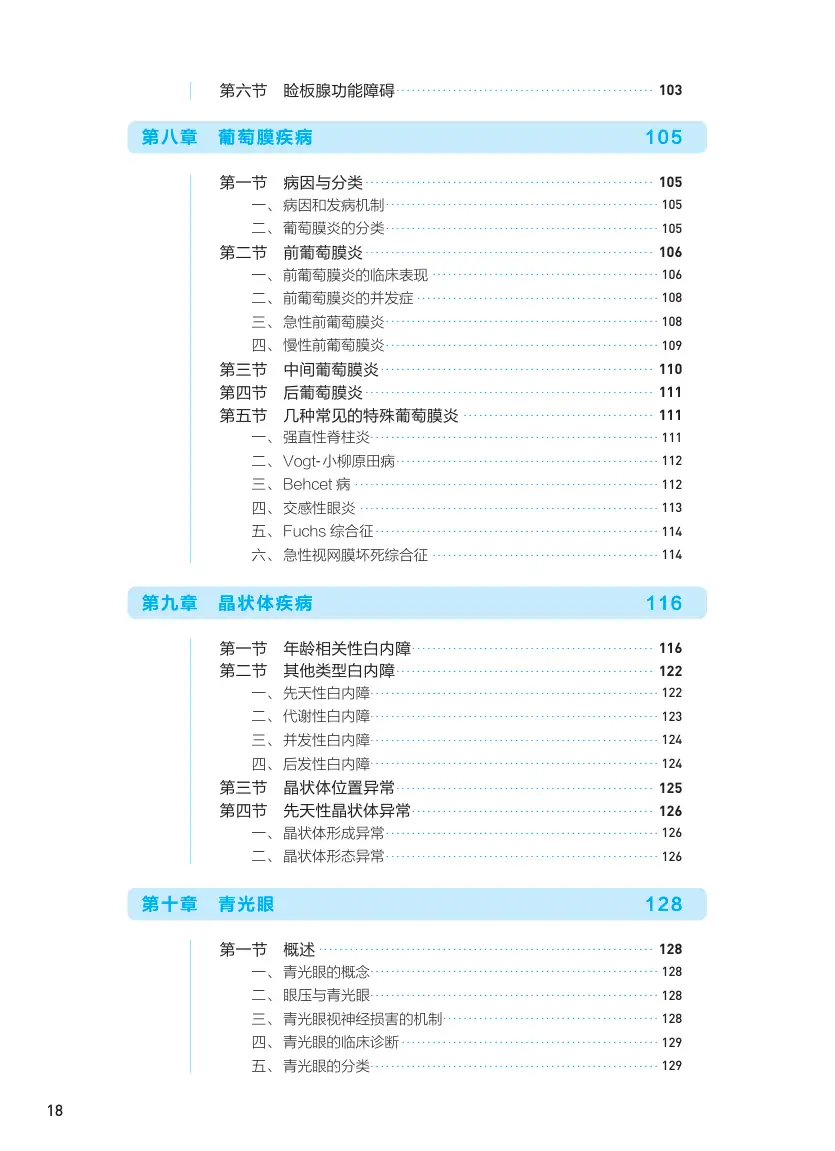 第六节 睑板腺功能障碍 103
第八章 葡萄膜疾病 105
第一节 病因与分类 105
一、病因和发病机制 105
二、葡萄膜炎的分类 105
第二节 前葡萄膜炎 106
一、前葡萄膜炎的临床表现 106
二、前葡萄膜炎的并发症 108
三、急性前葡萄膜炎 108
四、慢性前葡萄膜炎 109
第三节 中间葡萄膜炎 110
第四节 后葡萄膜炎 111
第五节 几种常见的特殊葡萄膜炎 111
一、强直性脊柱炎 111
二、Vogt-小柳原田病 112
三、Behcet 病 112
四、交感性眼炎 113
五、Fuchs 综合征 114
六、急性视网膜坏死综合征 114
第九章 晶状体疾病 116
第一节 年龄相关性白内障 116
第二节 其他类型白内障 122
一、先天性白内障 122
二、代谢性白内障 123
三、并发性白内障 124
四、后发性白内障 124
第三节 晶状体位置异常 125
第四节 先天性晶状体异常 126
一、晶状体形成异常 126
二、晶状体形态异常 126
第十章 青光眼 128
第一节 概述 128
一、青光眼的概念 128
二、眼压与青光眼 128
三、青光眼视神经损害的机制 128
四、青光眼的临床诊断 129
五、青光眼的分类 129
18